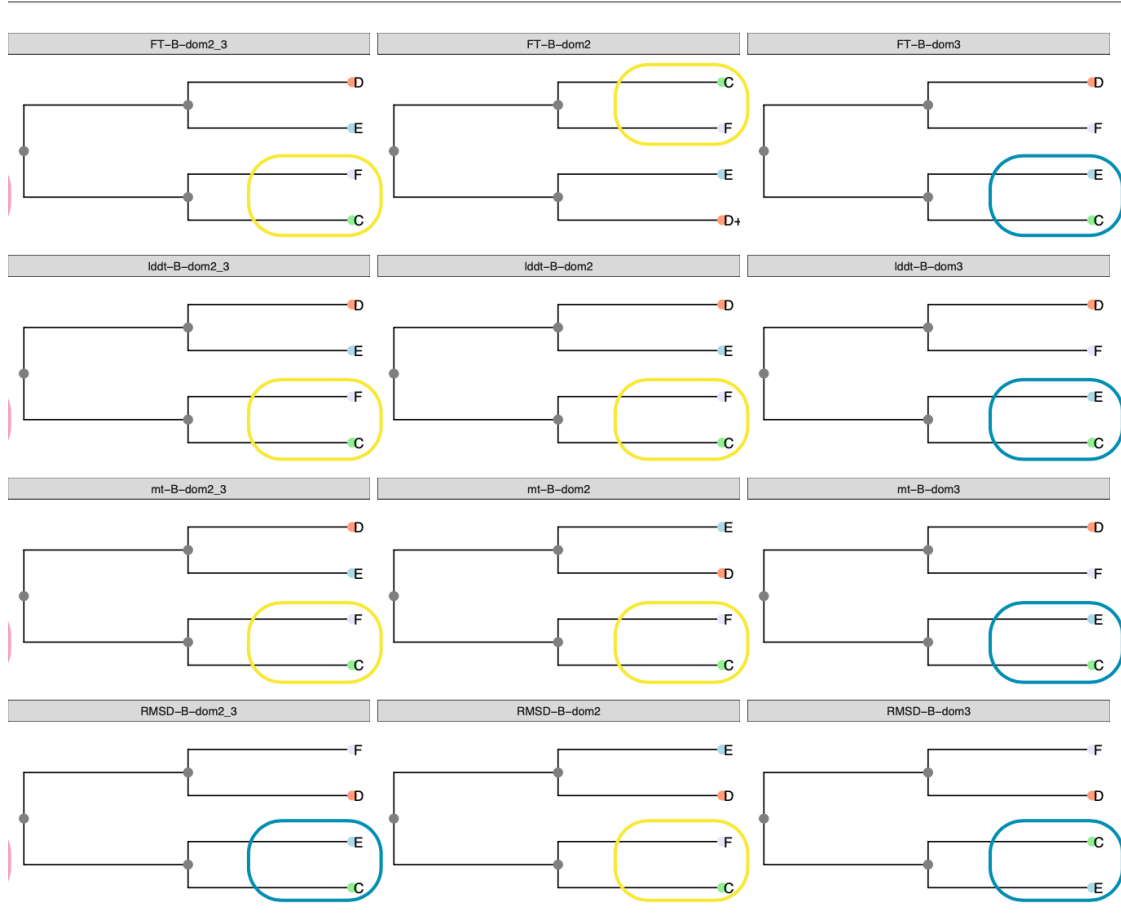 FT-B-dom2_3
FT-B-dom2
FT-B-dom3
D
E
F
C
C
F
E
D+
D
F
E
C
lddt-B-dom2_3
lddt-B-dom2
lddt-B-dom3
D
E
F
C
D
E
F
C
D
F
E
C
mt-B-dom2_3
mt-B-dom2
mt-B-dom3
D
E
F
C
E
D
F
C
D
F
E
C
RMSD-B-dom2_3
RMSD-B-dom2
RMSD-B-dom3
F
D
E
C
E
D
F
C
F
D
C
E